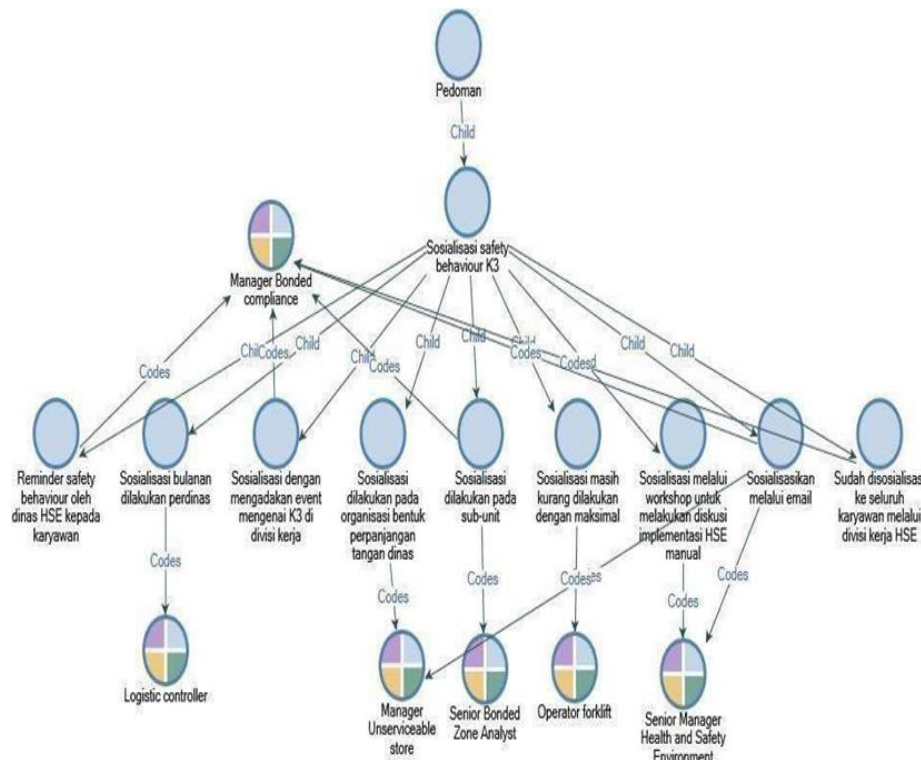 Pedoman
Child
Sosialisasi safety
behaviour K3
Manager Bonded
compliance
Codes
Codes
Child
Child
Codes
Child
Child
Codes
Codes
Child
Child
Reminder safety
behaviour oleh
dinas HSE kepada
karyawan
Sosialisasi bulanan
dilakukan perdinas
Sosialisasi dengan
mengadakan event
mengenai K3 di
divisi kerja
Sosialisasi
dilakukan pada
organisasi bentuk
perpanjangan
tangan dinas
Sosialisasi
dilakukan pada
sub-unit
Sosialisasi masih
kurang dilakukan
dengan maksimal
Sosialisasi melalui
workshop untuk
melakukan diskusi
implementasi HSE
manual
Sosialisasikan
melalui email
Sudah disosialisasi
ke seluruh
karyawan melalui
divisi kerja HSE
Codes
Codes
Codes
Codes
Codes
Codes
Logistic controller
Manager
Unserviceable
store
Senior Bonded
Zone Analyst
Operator forklift
Senior Manager
Health and Safety
Environment